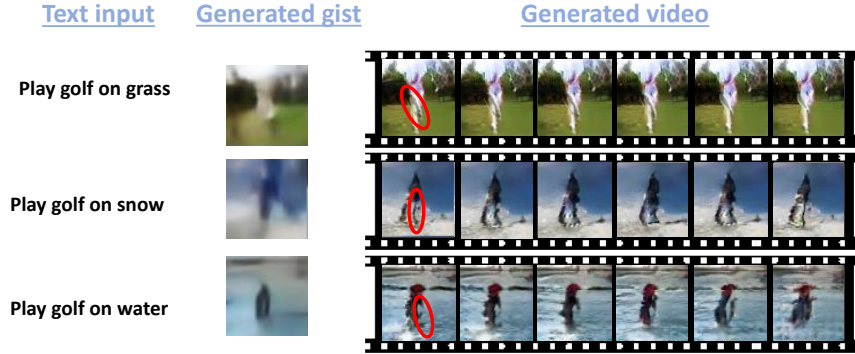 Text input Generated gist Generated video
Play golf on grass
Play golf on snow
Play golf on water